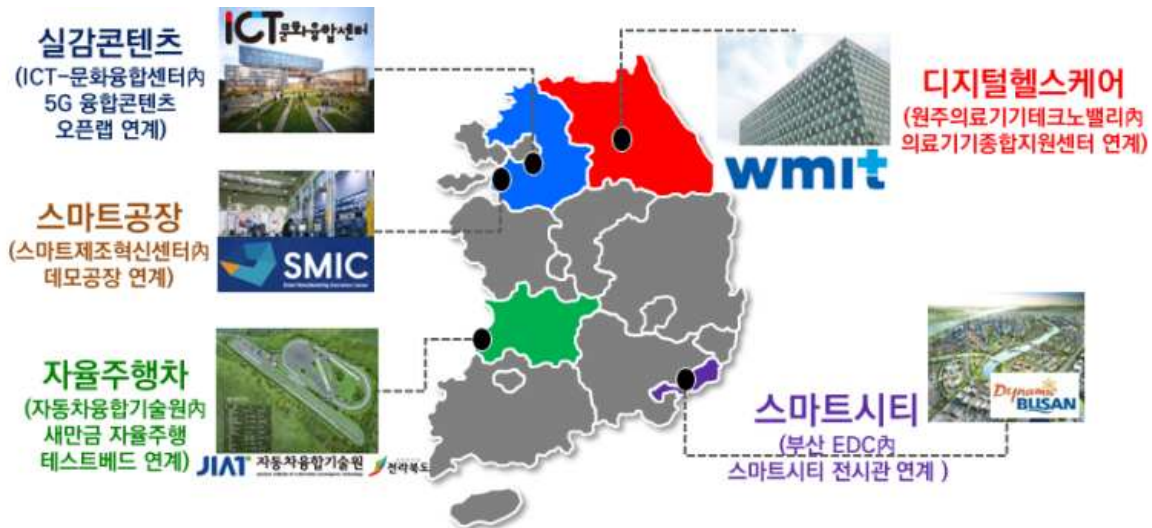 실감콘텐츠
(ICT-문화융합센터內
5G 융합콘텐츠
오픈랩 연계)
ICT문화융합센터
스마트공장
(스마트제조혁신센터內
데모공장 연계)
SMIC
Smart Manufacturing Innovation Center
자율주행차
(자동차융합기술원內
새만금 자율주행
테스트베드 연계)
JIAT 자동차융합기술원
전라북도
디지털헬스케어
(원주의료기기테크노밸리內
의료기기종합지원센터 연계)
wmit
스마트시티
(부산 EDC內
스마트시티 전시관 연계 )
Dynamic
BUSAN